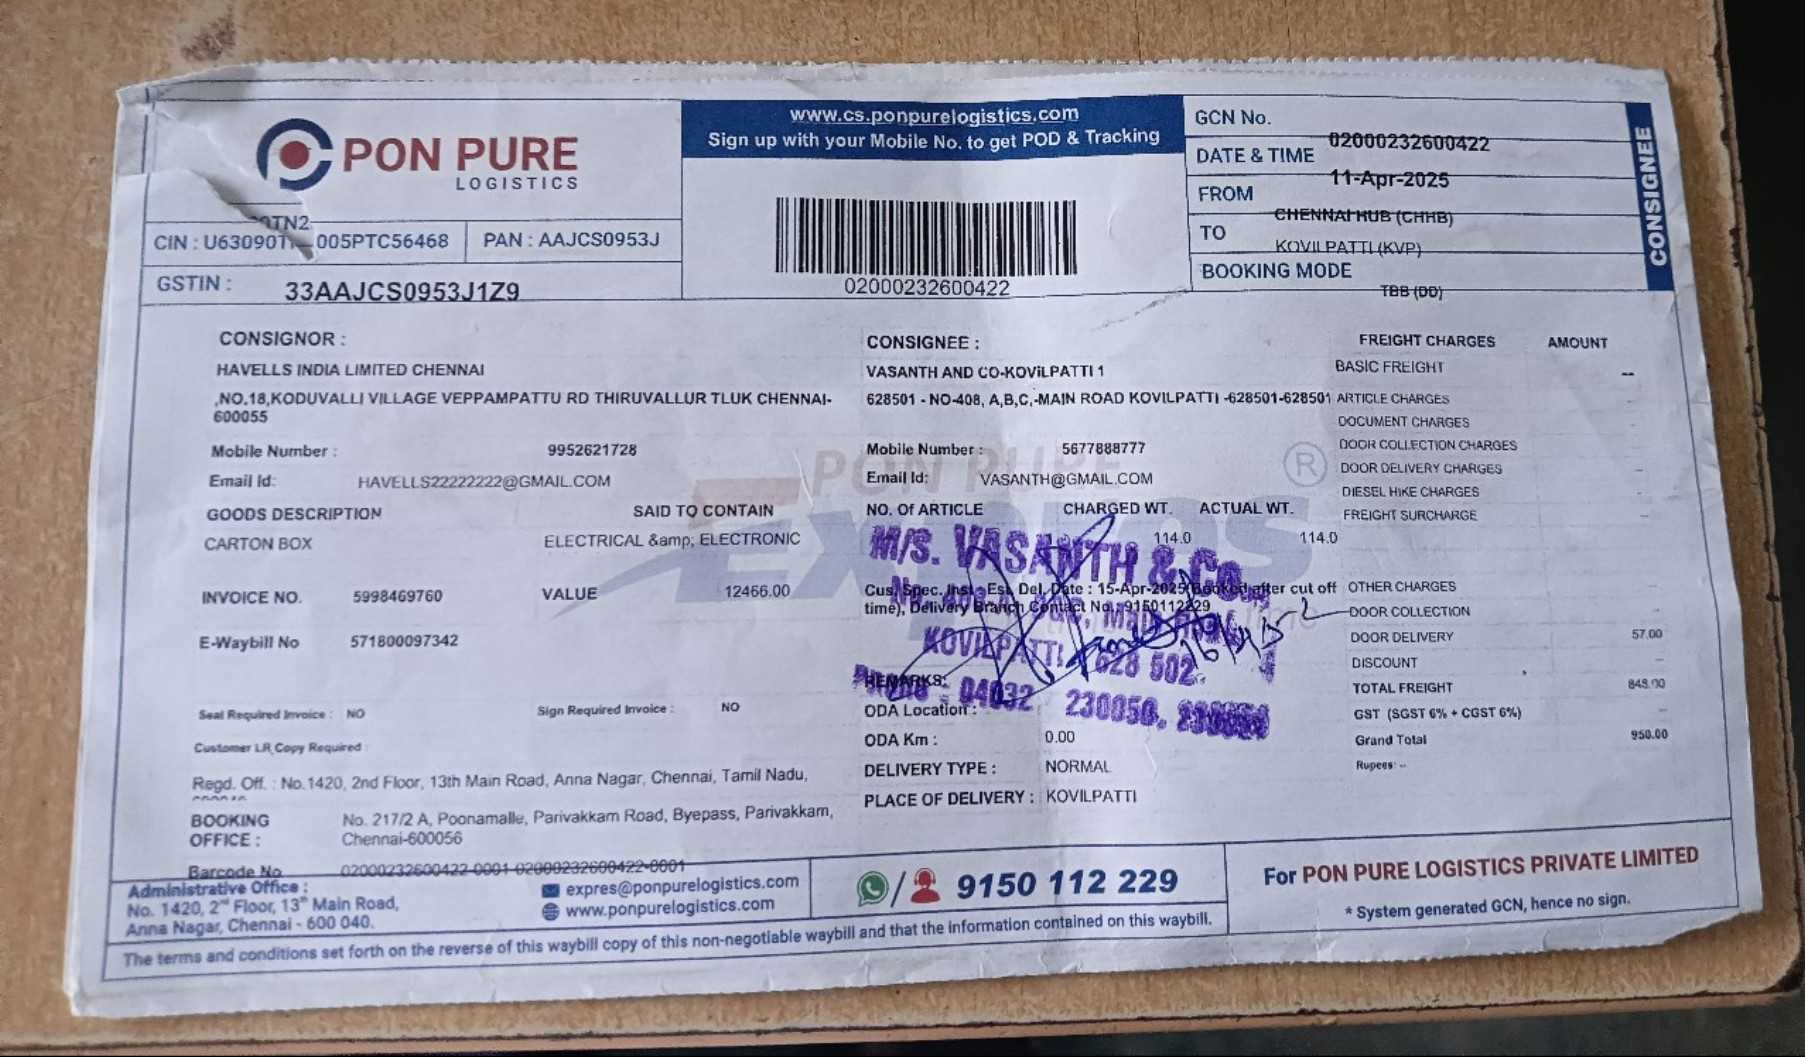 PON PURE
LOGISTICS
www.cs.ponpurelogistics.com
Sign up with your Mobile No. to get POD & Tracking
GCN No.
02000232600422
DATE & TIME
11-Apr-2025
FROM
CHENNAI HUB (CHHB)
TO
KOVILPATTI (KVP)
BOOKING MODE
TBB (DD)
CONSIGNEE
CIN : 005PTC56468
PAN : AAJCS0953J
GSTIN : 33AAJCS0953J1Z9
02000232600422
CONSIGNOR :
HAVELLS INDIA LIMITED CHENNAI
,NO.18,KODUVALLI VILLAGE VEPPAMPATTU RD THIRUVALLUR TLUK CHENNAI-
600055
Mobile Number : 9952621728
Email Id: HAVELLS22222222@GMAIL.COM
GOODS DESCRIPTION SAID TO CONTAIN
CARTON BOX ELECTRICAL &amp; ELECTRONIC
INVOICE NO. 5998469760 VALUE 12466.00
E-Waybill No 571800097342
Seal Required Invoice : NO Sign Required Invoice : NO
Customer LR Copy Required
Regd. Off. : No.1420, 2nd Floor, 13th Main Road, Anna Nagar, Chennai, Tamil Nadu,
BOOKING OFFICE : No. 217/2 A, Poonamalle, Parivakkam Road, Byepass, Parivakkam,
Chennai-600056
Barcode No 02000232600422-0001-02000232600422-0001
CONSIGNEE :
VASANTH AND CO-KOVILPATTI 1
628501 - NO-408, A,B,C,-MAIN ROAD KOVILPATTI -628501-628501
Mobile Number : 5677888777
Email Id: VASANTH@GMAIL.COM
NO. Of ARTICLE CHARGED WT. ACTUAL WT.
114.0 114.0
M/S. VASANTH & Co.
Cus. Spec. Inst Est. Del. Date : 15-Apr-2025(Booked after cut off
time), Delivery Branch Contact No. 9150112229
KOVILPATTI 628 502.
REMARKS:
04632 230050,
ODA Location :
ODA Km : 0.00
DELIVERY TYPE : NORMAL
PLACE OF DELIVERY : KOVILPATTI
PON PURE
Express
®
FREIGHT CHARGES AMOUNT
BASIC FREIGHT --
ARTICLE CHARGES
DOCUMENT CHARGES
DOOR COLLECTION CHARGES
DOOR DELIVERY CHARGES
DIESEL HIKE CHARGES
FREIGHT SURCHARGE
OTHER CHARGES
DOOR COLLECTION
DOOR DELIVERY 57.00
DISCOUNT
TOTAL FREIGHT 848.00
GST (SGST 6% + CGST 6%)
Grand Total 950.00
Rupees: --
Administrative Office :
No. 1420, 2nd Floor, 13th Main Road,
Anna Nagar, Chennai - 600 040.
expres@ponpurelogistics.com
www.ponpurelogistics.com
9150 112 229
For PON PURE LOGISTICS PRIVATE LIMITED
* System generated GCN, hence no sign.
The terms and conditions set forth on the reverse of this waybill copy of this non-negotiable waybill and that the information contained on this waybill.